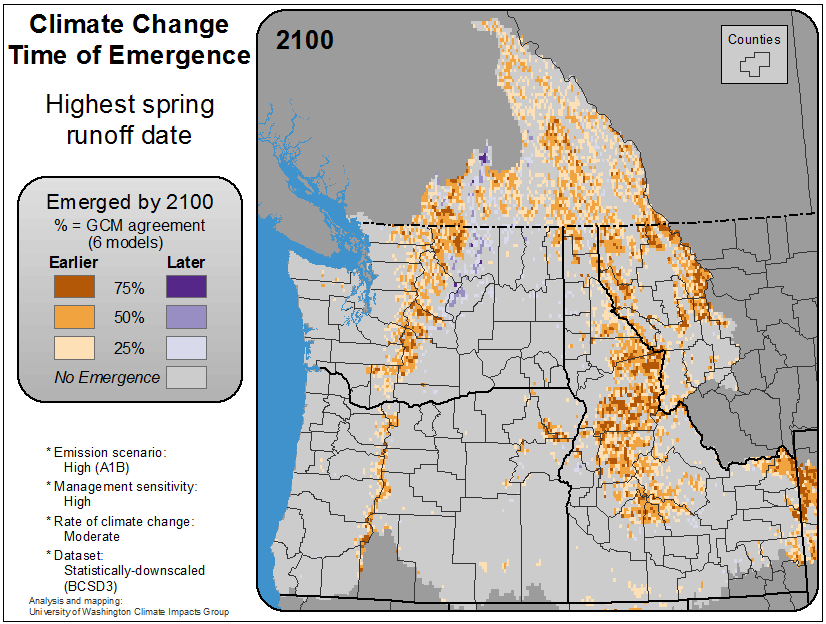 Climate Change
Time of Emergence
Highest spring
runoff date
Emerged by 2100
% = GCM agreement
(6 models)
Earlier Later
75%
50%
25%
No Emergence
* Emission scenario:
High (A1B)
* Management sensitivity:
High
* Rate of climate change:
Moderate
* Dataset:
Statistically-downscaled
(BCSD3)
Analysis and mapping:
University of Washington Climate Impacts Group
2100
Counties